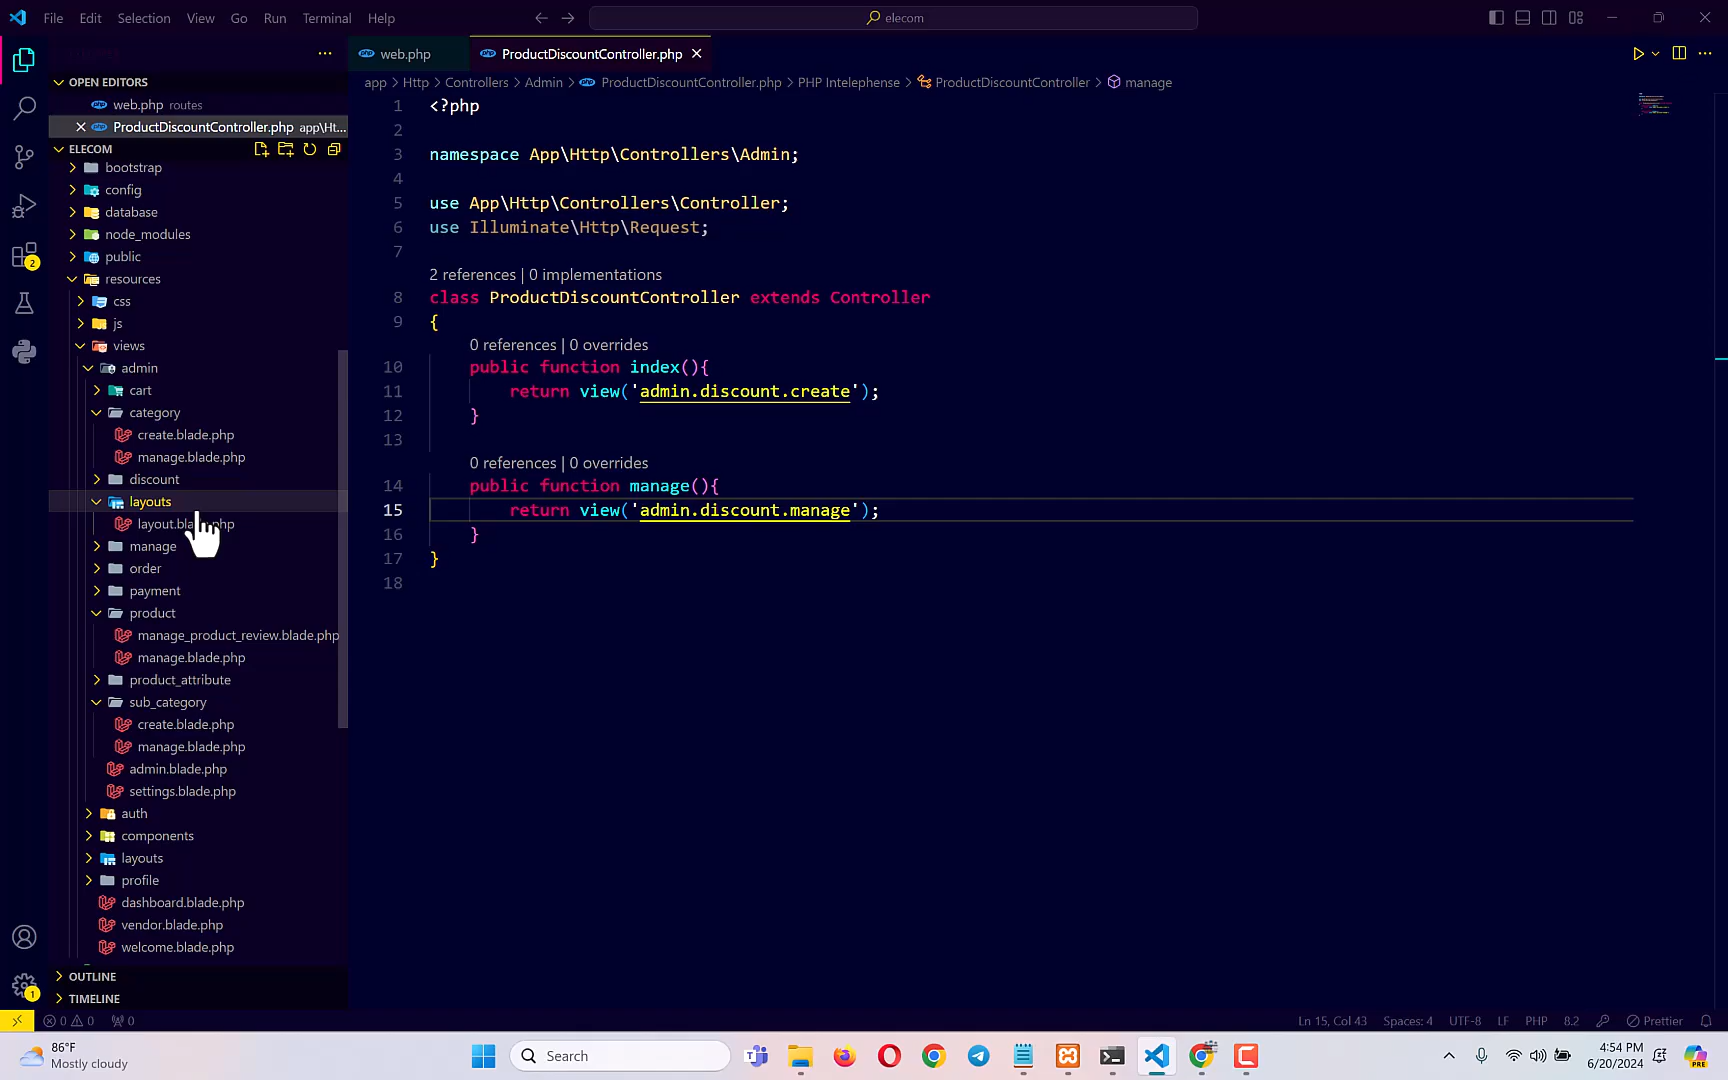 File Edit Selection View Go Run Terminal Help
elecom
web.php
ProductDiscountController.php
OPEN EDITORS
app > Http > Controllers > Admin > ProductDiscountController.php > PHP Intelephense > ProductDiscountController > manage
web.php routes
ProductDiscountController.php app\Ht...
ELECOM
bootstrap
config
database
node_modules
public
resources
css
js
views
admin
cart
category
create.blade.php
manage.blade.php
discount
layouts
manage
order
payment
product
manage_product_review.blade.php
manage.blade.php
product_attribute
sub_category
create.blade.php
manage.blade.php
admin.blade.php
settings.blade.php
auth
components
layouts
profile
dashboard.blade.php
vendor.blade.php
welcome.blade.php
OUTLINE
TIMELINE
1 <?php
2
3 namespace App\Http\Controllers\Admin;
4
5 use App\Http\Controllers\Controller;
6 use Illuminate\Http\Request;
7
2 references | 0 implementations
8 class ProductDiscountController extends Controller
9 {
0 references | 0 overrides
10 public function index(){
11 return view('admin.discount.create');
12 }
13
0 references | 0 overrides
14 public function manage(){
15 return view('admin.discount.manage');
16 }
17 }
18
2
1
0 0 0
Ln 15, Col 43 Spaces: 4 UTF-8 LF PHP 8.2 Prettier
86°F
Mostly cloudy
Search
4:54 PM
6/20/2024
PRE